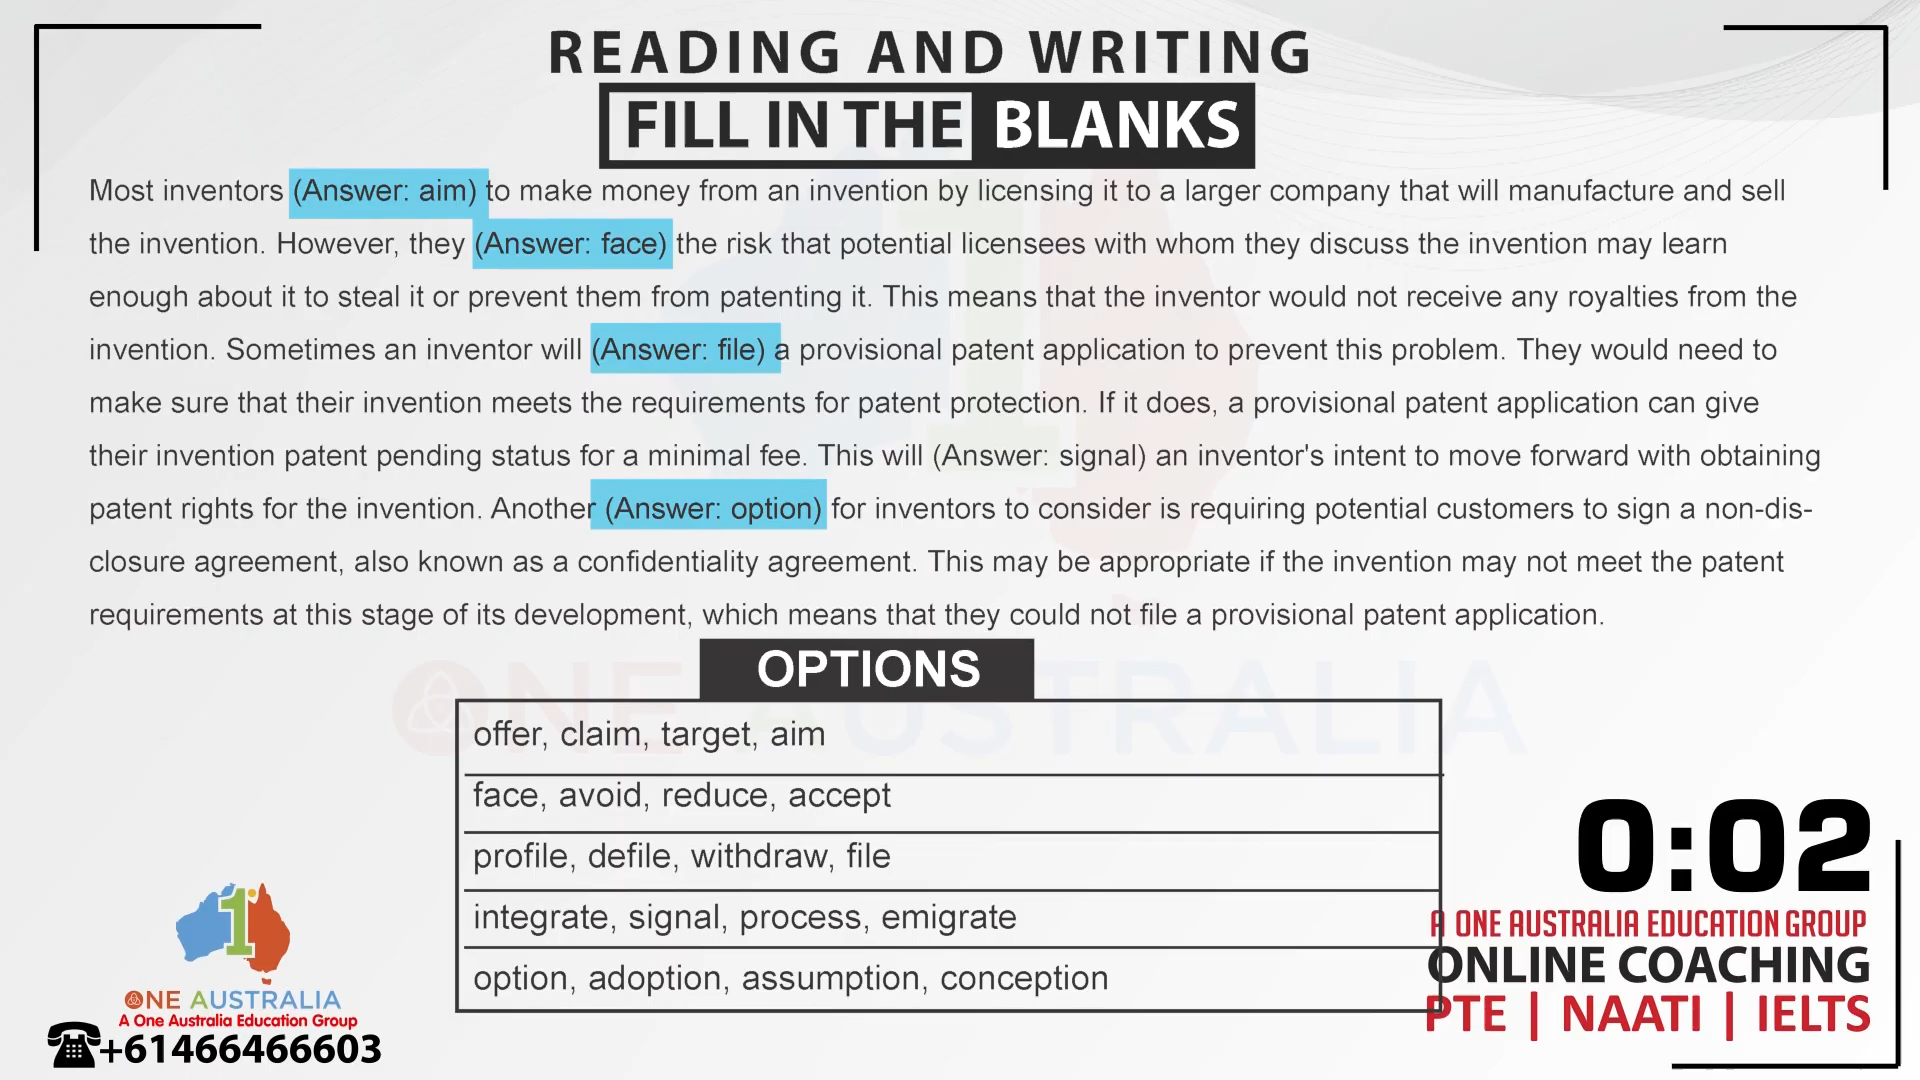 READING AND WRITING
FILL IN THE BLANKS
Most inventors (Answer: aim) to make money from an invention by licensing it to a larger company that will manufacture and sell
the invention. However, they (Answer: face) the risk that potential licensees with whom they discuss the invention may learn
enough about it to steal it or prevent them from patenting it. This means that the inventor would not receive any royalties from the
invention. Sometimes an inventor will (Answer: file) a provisional patent application to prevent this problem. They would need to
make sure that their invention meets the requirements for patent protection. If it does, a provisional patent application can give
their invention patent pending status for a minimal fee. This will (Answer: signal) an inventor's intent to move forward with obtaining
patent rights for the invention. Another (Answer: option) for inventors to consider is requiring potential customers to sign a non-dis-
closure agreement, also known as a confidentiality agreement. This may be appropriate if the invention may not meet the patent
requirements at this stage of its development, which means that they could not file a provisional patent application.
OPTIONS
ONE AUSTRALIA
offer, claim, target, aim
face, avoid, reduce, accept
profile, defile, withdraw, file
integrate, signal, process, emigrate
option, adoption, assumption, conception
0:02
A ONE AUSTRALIA EDUCATION GROUP
ONLINE COACHING
PTE | NAATI | IELTS
1
ONE AUSTRALIA
A One Australia Education Group
+61466466603